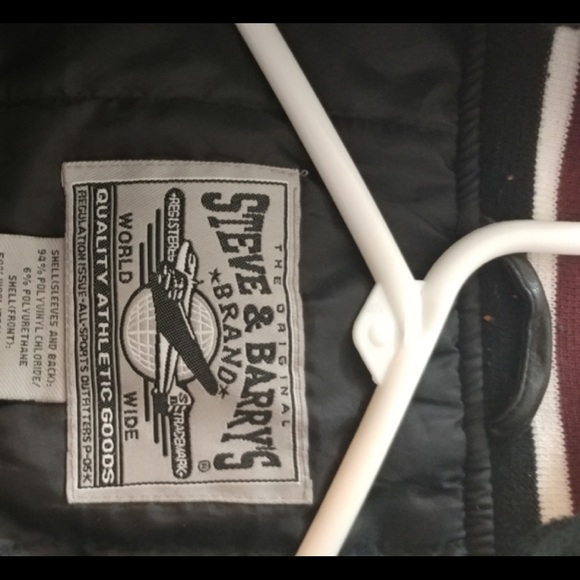 THE ORIGINAL
STEVE & BARRY'S
★BRAND★
REGISTERED
TRADEMARK
®
WORLD WIDE
QUALITY ATHLETIC GOODS
REGULATION ISSUE-ALL-SPORTS OUTFITTERS P-05-K
SHELL(SLEEVES AND BACK):
94% POLYVINYL CHLORIDE/
6% POLYURETHANE
SHELL(FRONT):